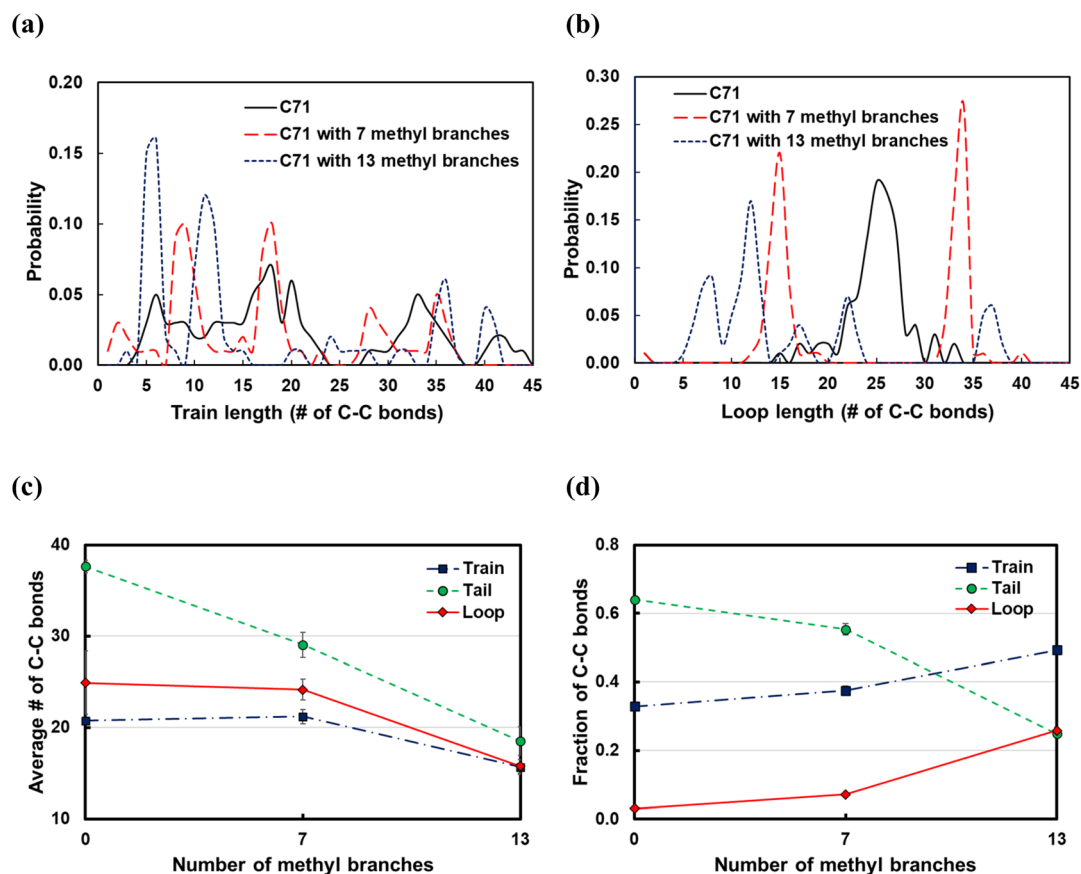 (a)
0.20
0.15
0.10
0.05
0.00
Probability
C71
C71 with 7 methyl branches
C71 with 13 methyl branches
0 5 10 15 20 25 30 35 40 45
Train length (# of C-C bonds)
(b)
0.30
0.25
0.20
0.15
0.10
0.05
0.00
Probability
C71
C71 with 7 methyl branches
C71 with 13 methyl branches
0 5 10 15 20 25 30 35 40 45
Loop length (# of C-C bonds)
(c)
40
30
20
10
Average # of C-C bonds
Train
Tail
Loop
0 7 13
Number of methyl branches
(d)
0.8
0.6
0.4
0.2
0.0
Fraction of C-C bonds
Train
Tail
Loop
0 7 13
Number of methyl branches